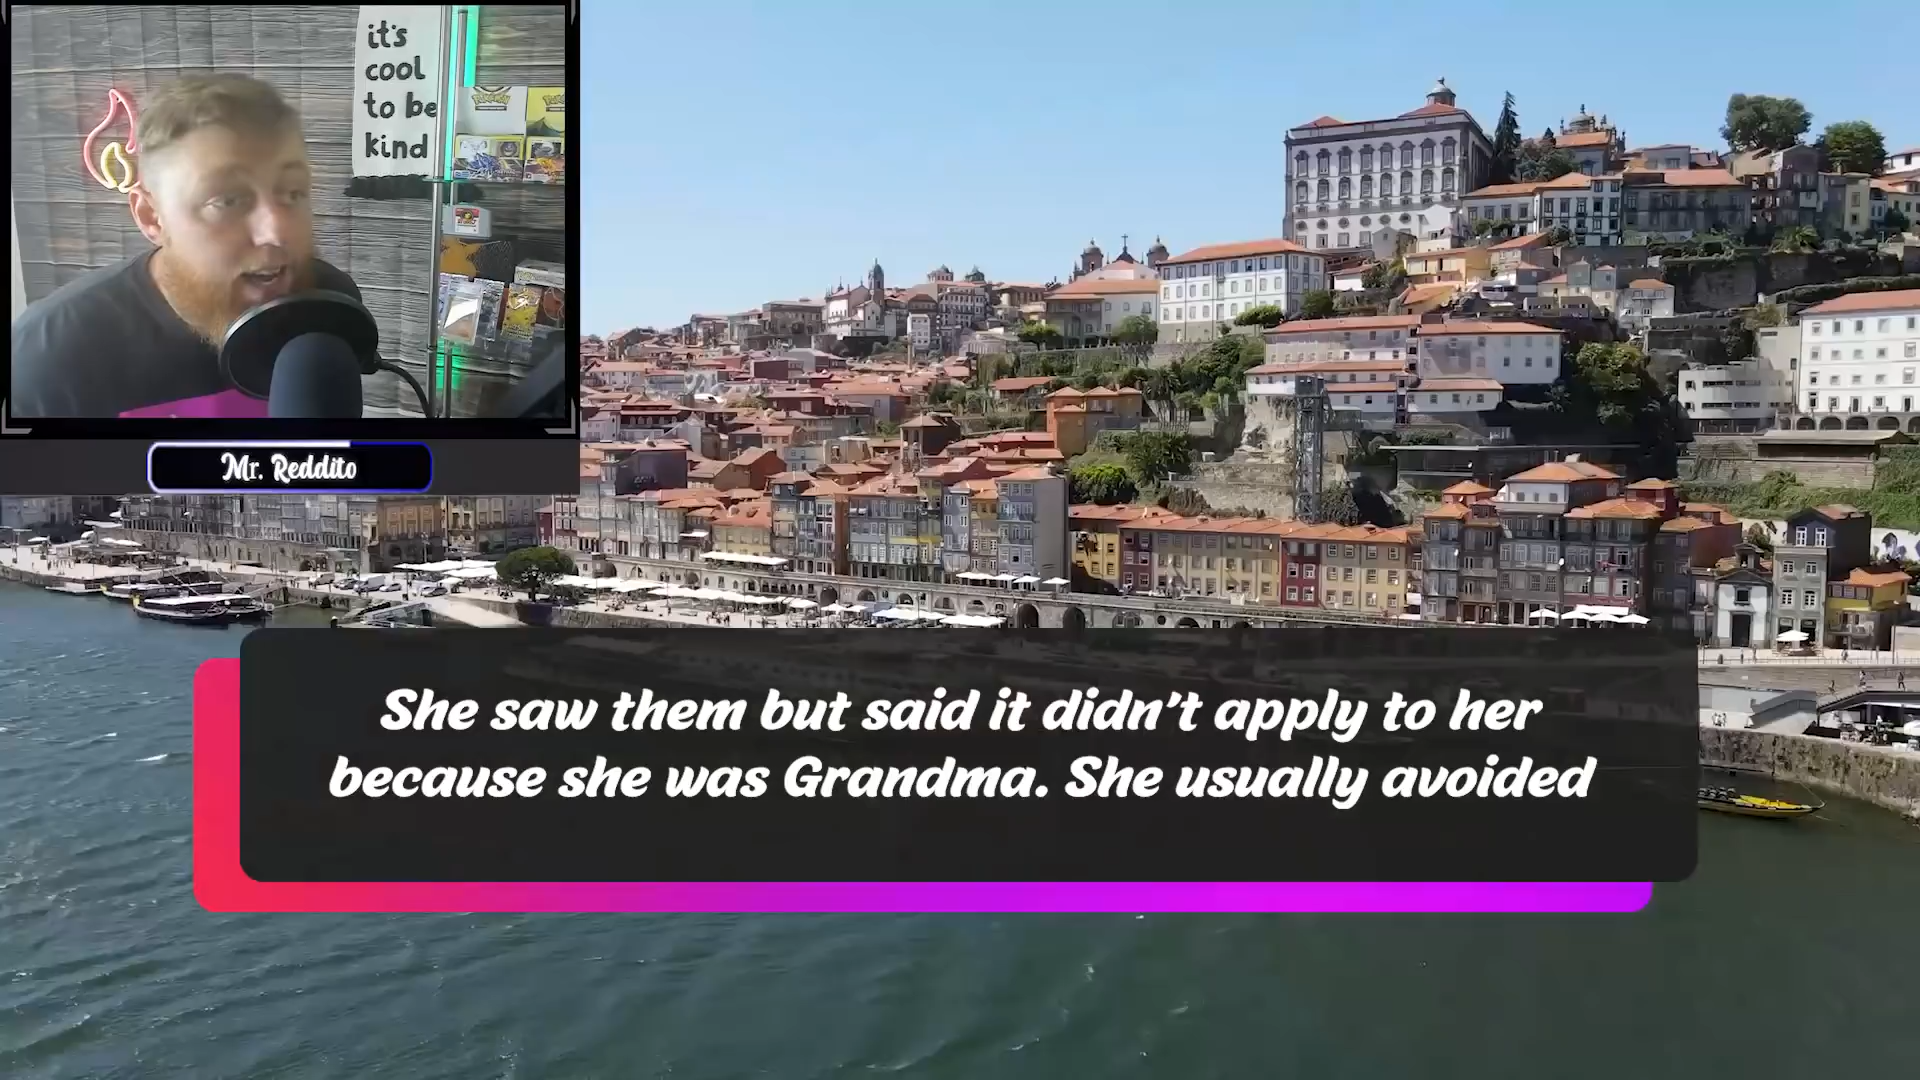 it's
cool
to be
kind
POKÉMON
Mr. Reddito
She saw them but said it didn't apply to her
because she was Grandma. She usually avoided